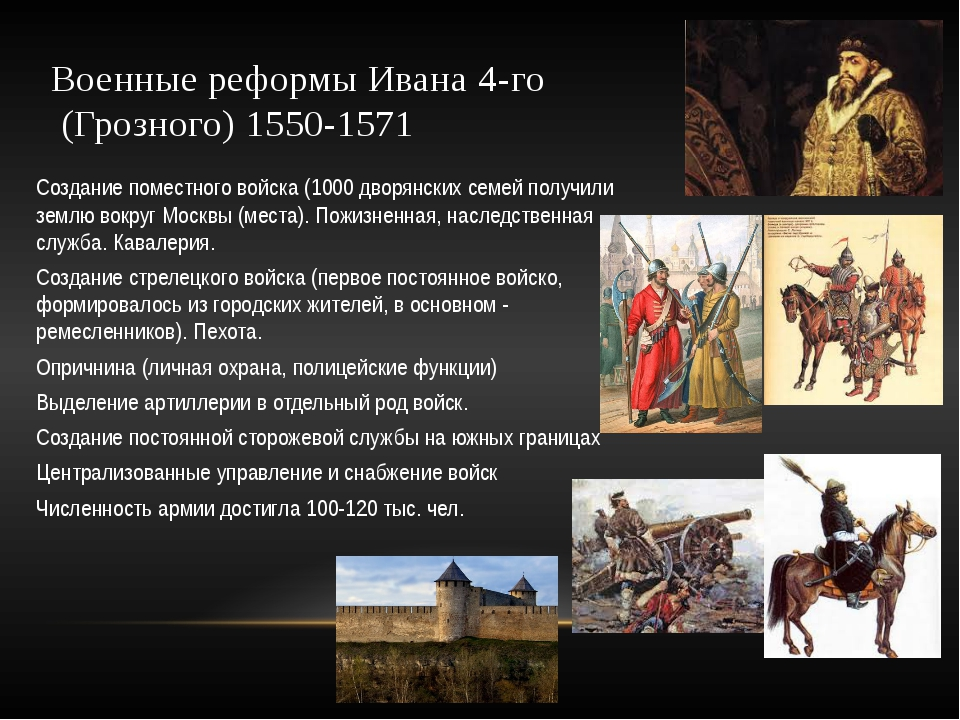 Военные реформы Ивана 4-го
(Грозного) 1550-1571
Создание поместного войска (1000 дворянских семей получили
землю вокруг Москвы (места). Пожизненная, наследственная
служба. Кавалерия.
Создание стрелецкого войска (первое постоянное войско,
формировалось из городских жителей, в основном -
ремесленников). Пехота.
Опричнина (личная охрана, полицейские функции)
Выделение артиллерии в отдельный род войск.
Создание постоянной сторожевой службы на южных границах
Централизованные управление и снабжение войск
Численность армии достигла 100-120 тыс. чел.